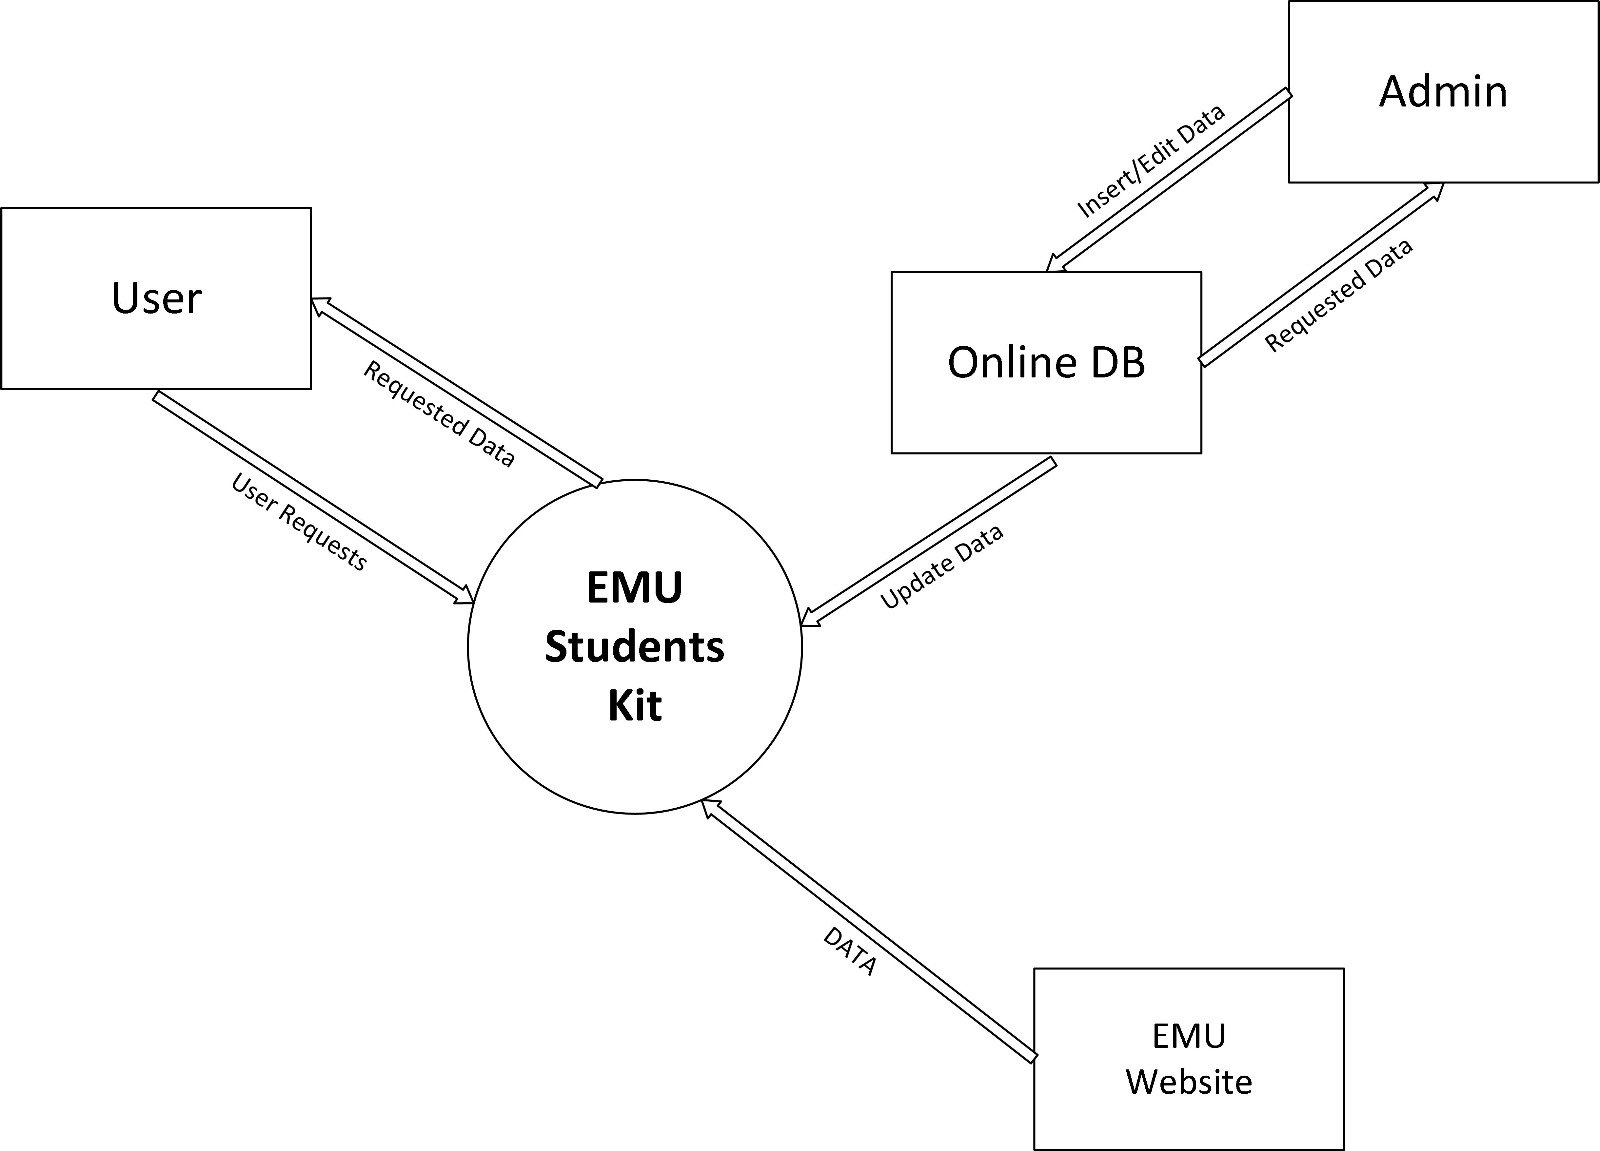 Admin
Insert/Edit Data
Requested Data
User
Online DB
Requested Data
User Requests
Update Data
EMU
Students
Kit
DATA
EMU
Website